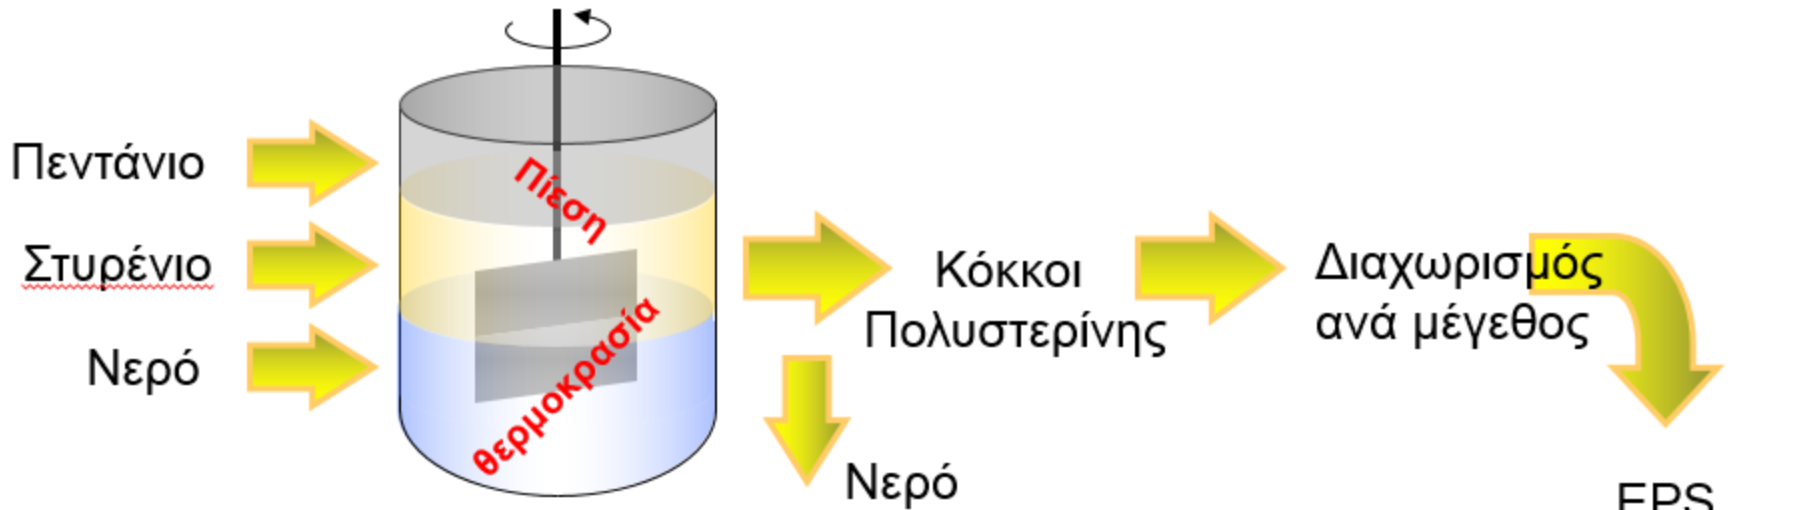 Πεντάνιο
Στυρένιο
Νερό
Πίεση
θερμοκρασία
Κόκκοι
Πολυστερίνης
Νερό
Διαχωρισμός
ανά μέγεθος
EPS